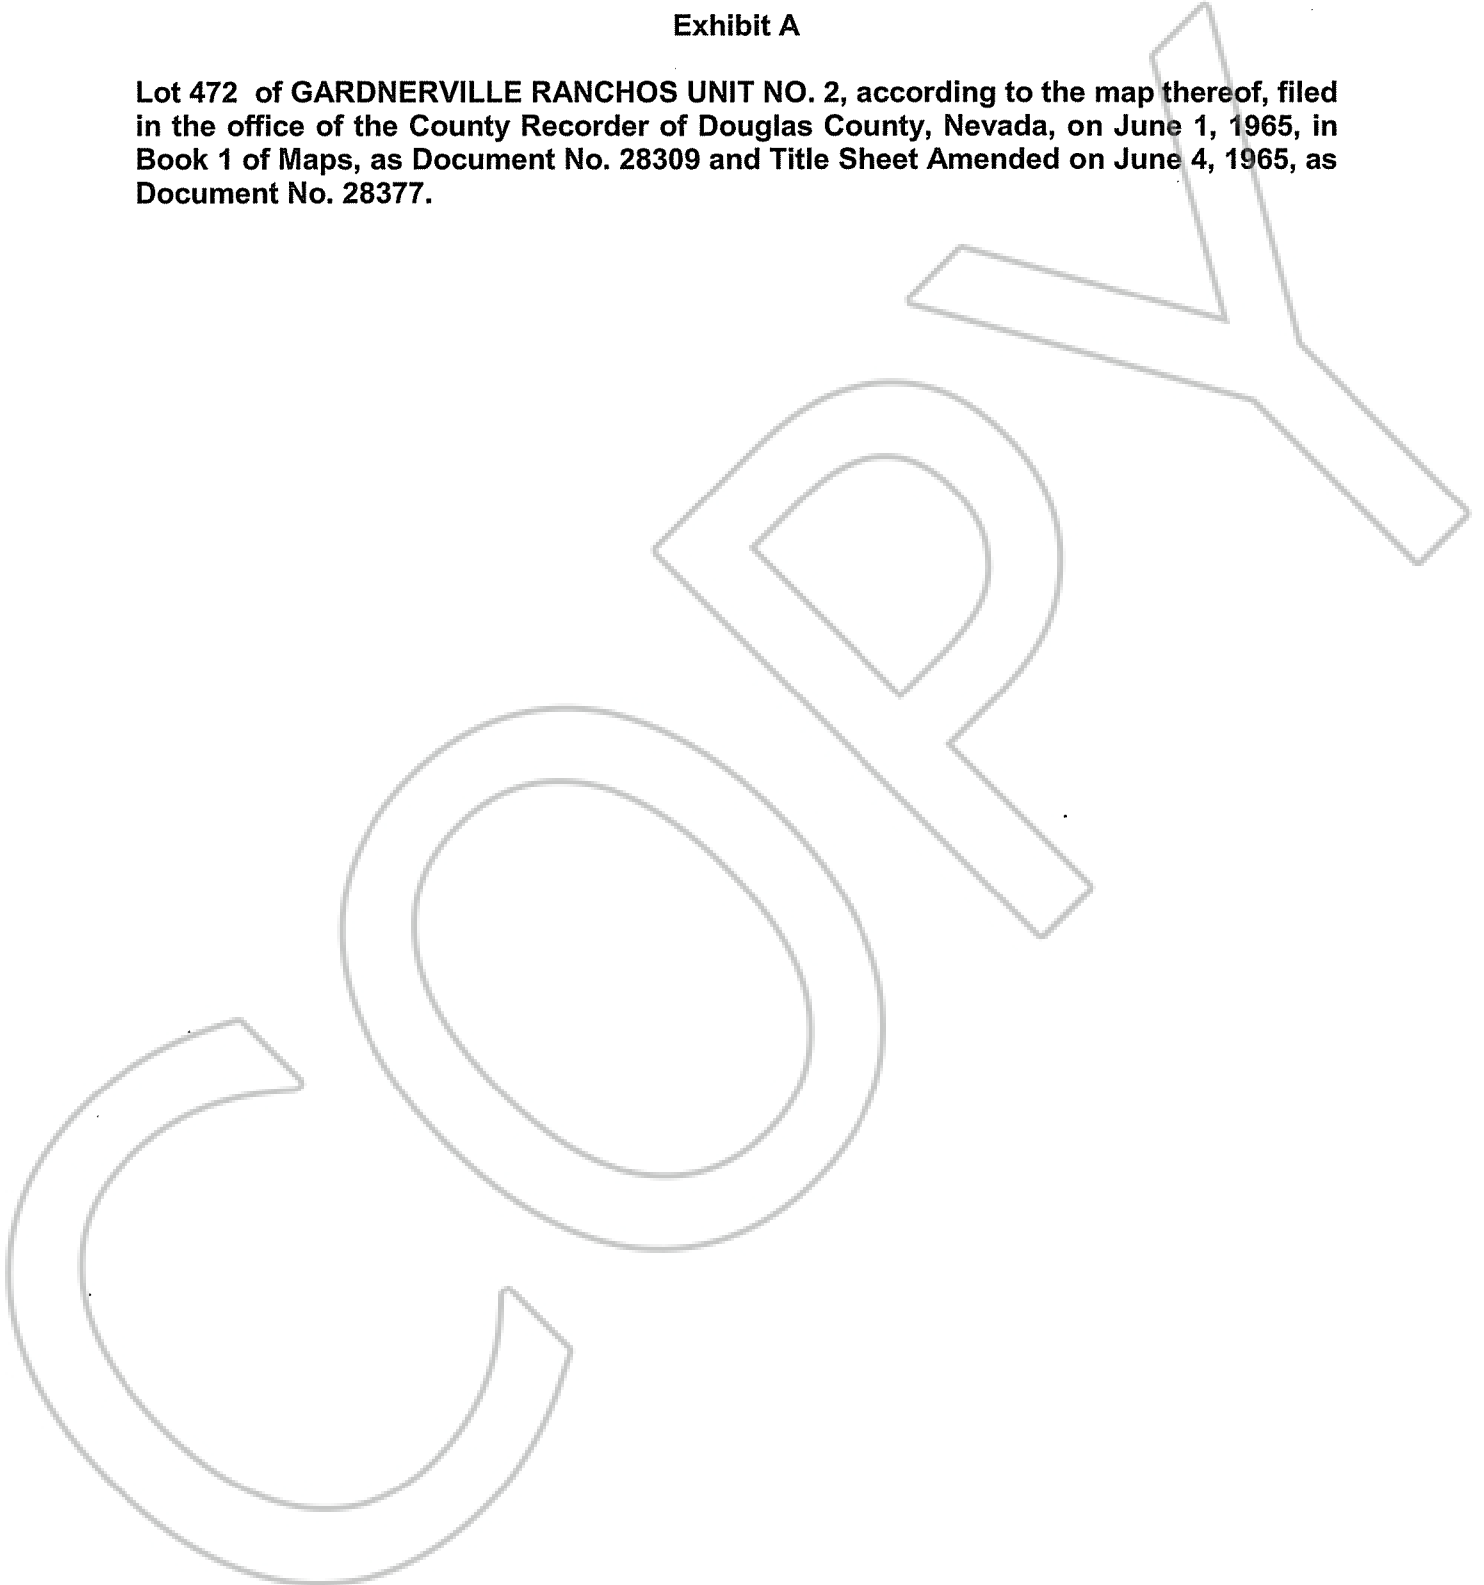 Exhibit A
Lot 472 of GARDNERVILLE RANCHOS UNIT NO. 2, according to the map thereof, filed
in the office of the County Recorder of Douglas County, Nevada, on June 1, 1965, in
Book 1 of Maps, as Document No. 28309 and Title Sheet Amended on June 4, 1965, as
Document No. 28377.
COPY